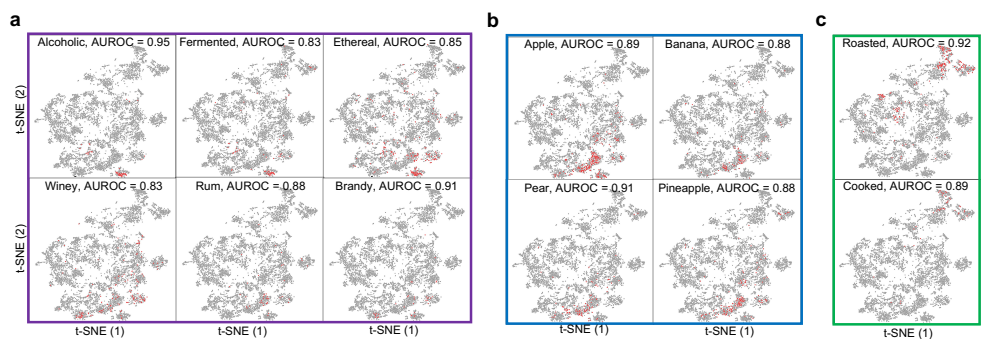 a
b
c
Alcoholic, AUROC = 0.95
Fermented, AUROC = 0.83
Ethereal, AUROC = 0.85
t-SNE (2)
Winey, AUROC = 0.83
Rum, AUROC = 0.88
Brandy, AUROC = 0.91
t-SNE (2)
t-SNE (1)
t-SNE (1)
t-SNE (1)
Apple, AUROC = 0.89
Banana, AUROC = 0.88
Pear, AUROC = 0.91
Pineapple, AUROC = 0.88
t-SNE (1)
t-SNE (1)
Roasted, AUROC = 0.92
Cooked, AUROC = 0.89
t-SNE (1)